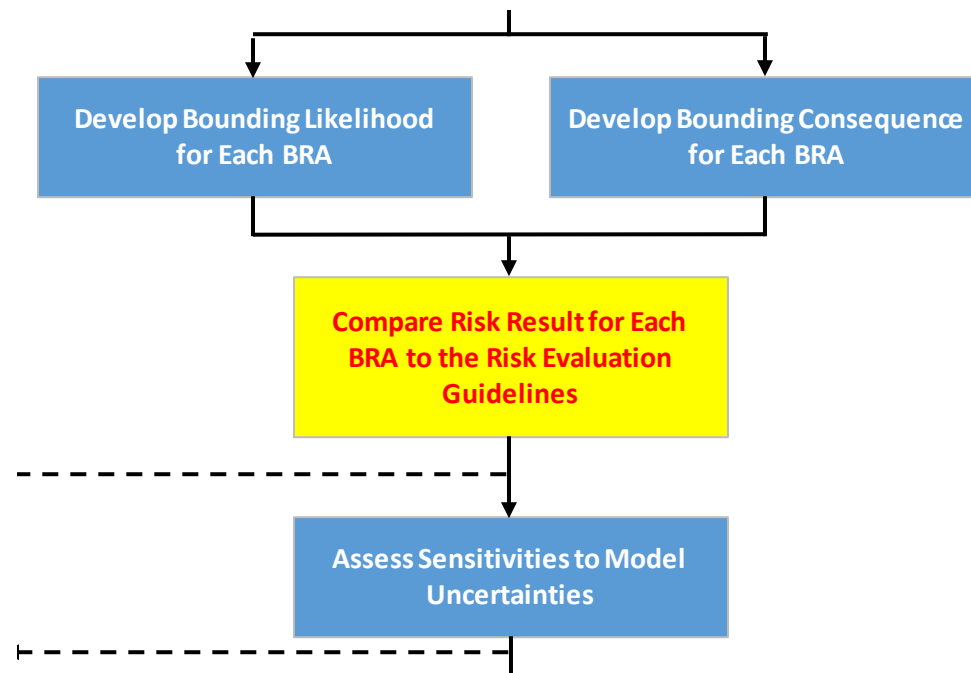 Develop Bounding Likelihood
for Each BRA
Develop Bounding Consequence
for Each BRA
Compare Risk Result for Each
BRA to the Risk Evaluation
Guidelines
Assess Sensitivities to Model
Uncertainties